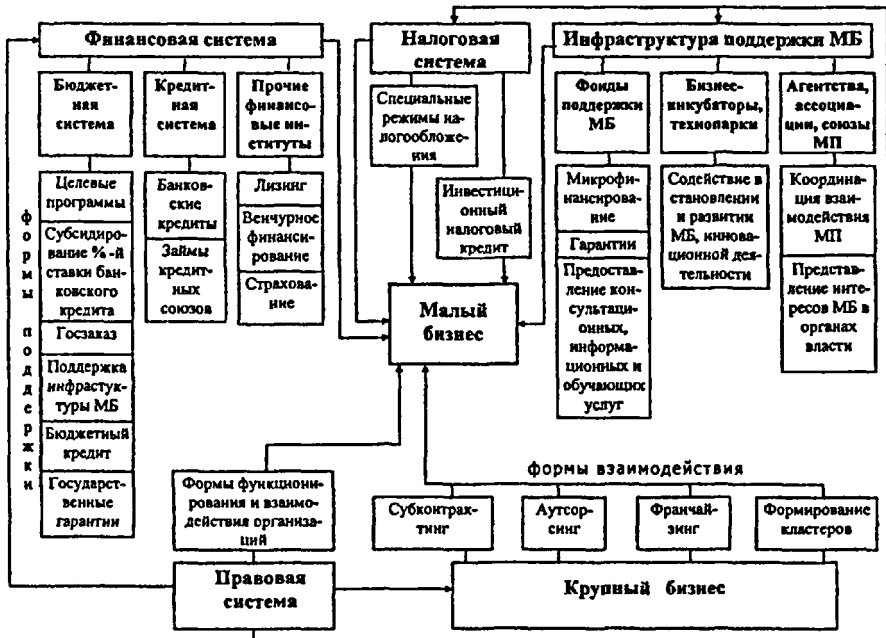 Финансовая система
Бюджет-
ная
система
Кредит-
ная
система
Прочие
финансо-
вые ин-
ституты
формы поддержки
Целевые
программы
Субсидиро-
вание %-й
ставки бан-
ковского
кредита
Госзаказ
Поддержка
инфрастук-
туры МБ
Бюджетный
кредит
Государст-
венные
гарантии
Банков-
ские
кредиты
Займы
кредит-
ных
союзов
Лизинг
Венчурное
финанси-
рование
Страхова-
ние
Налоговая
система
Специальные
режимы на-
логообложе-
ния
Инвестици-
онный
налоговый
кредит
Инфраструктура поддержки МБ
Фонды
поддержки
МБ
Бизнес-
инкубаторы,
технопарки
Агентства,
ассоциа-
ции, союзы
МП
Микрофи-
нансирова-
ние
Гарантии
Предостав-
ление кон-
сультаци-
онных,
информа-
ционных и
обучающих
услуг
Содействие в
становлении
и развитии
МБ, иннова-
ционной дея-
тельности
Координа-
ция взаи-
модействия
МП
Представ-
ление инте-
ресов МБ в
органах
власти
Малый
бизнес
Формы функциони-
рования и взаимо-
действия организа-
ций
Правовая
система
формы взаимодействия
Субконтрак-
тинг
Аутсор-
синг
Франчай-
зинг
Формирование
кластеров
Крупный бизнес